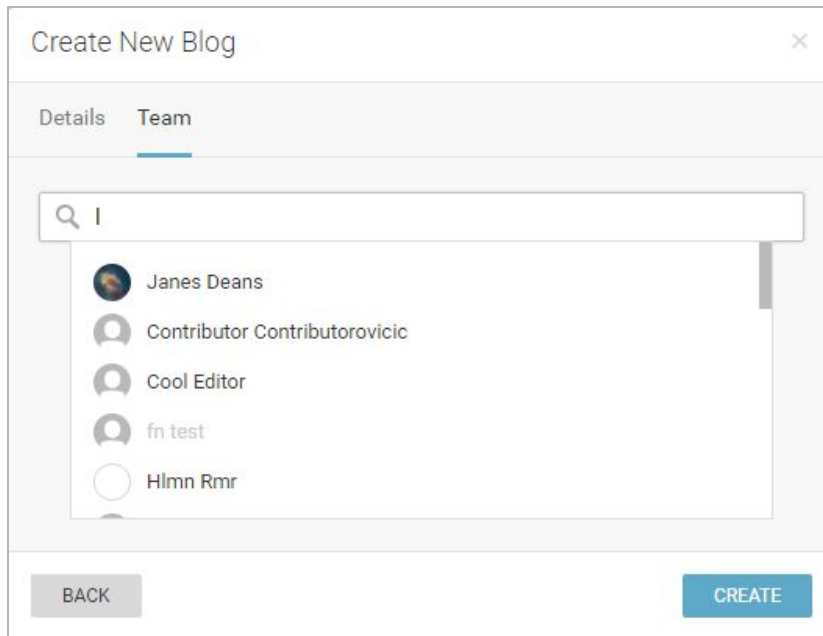 Create New Blog
Details Team
Janes Deans
Contributor Contributorovicic
Cool Editor
fn test
Hlmn Rmr
BACK CREATE